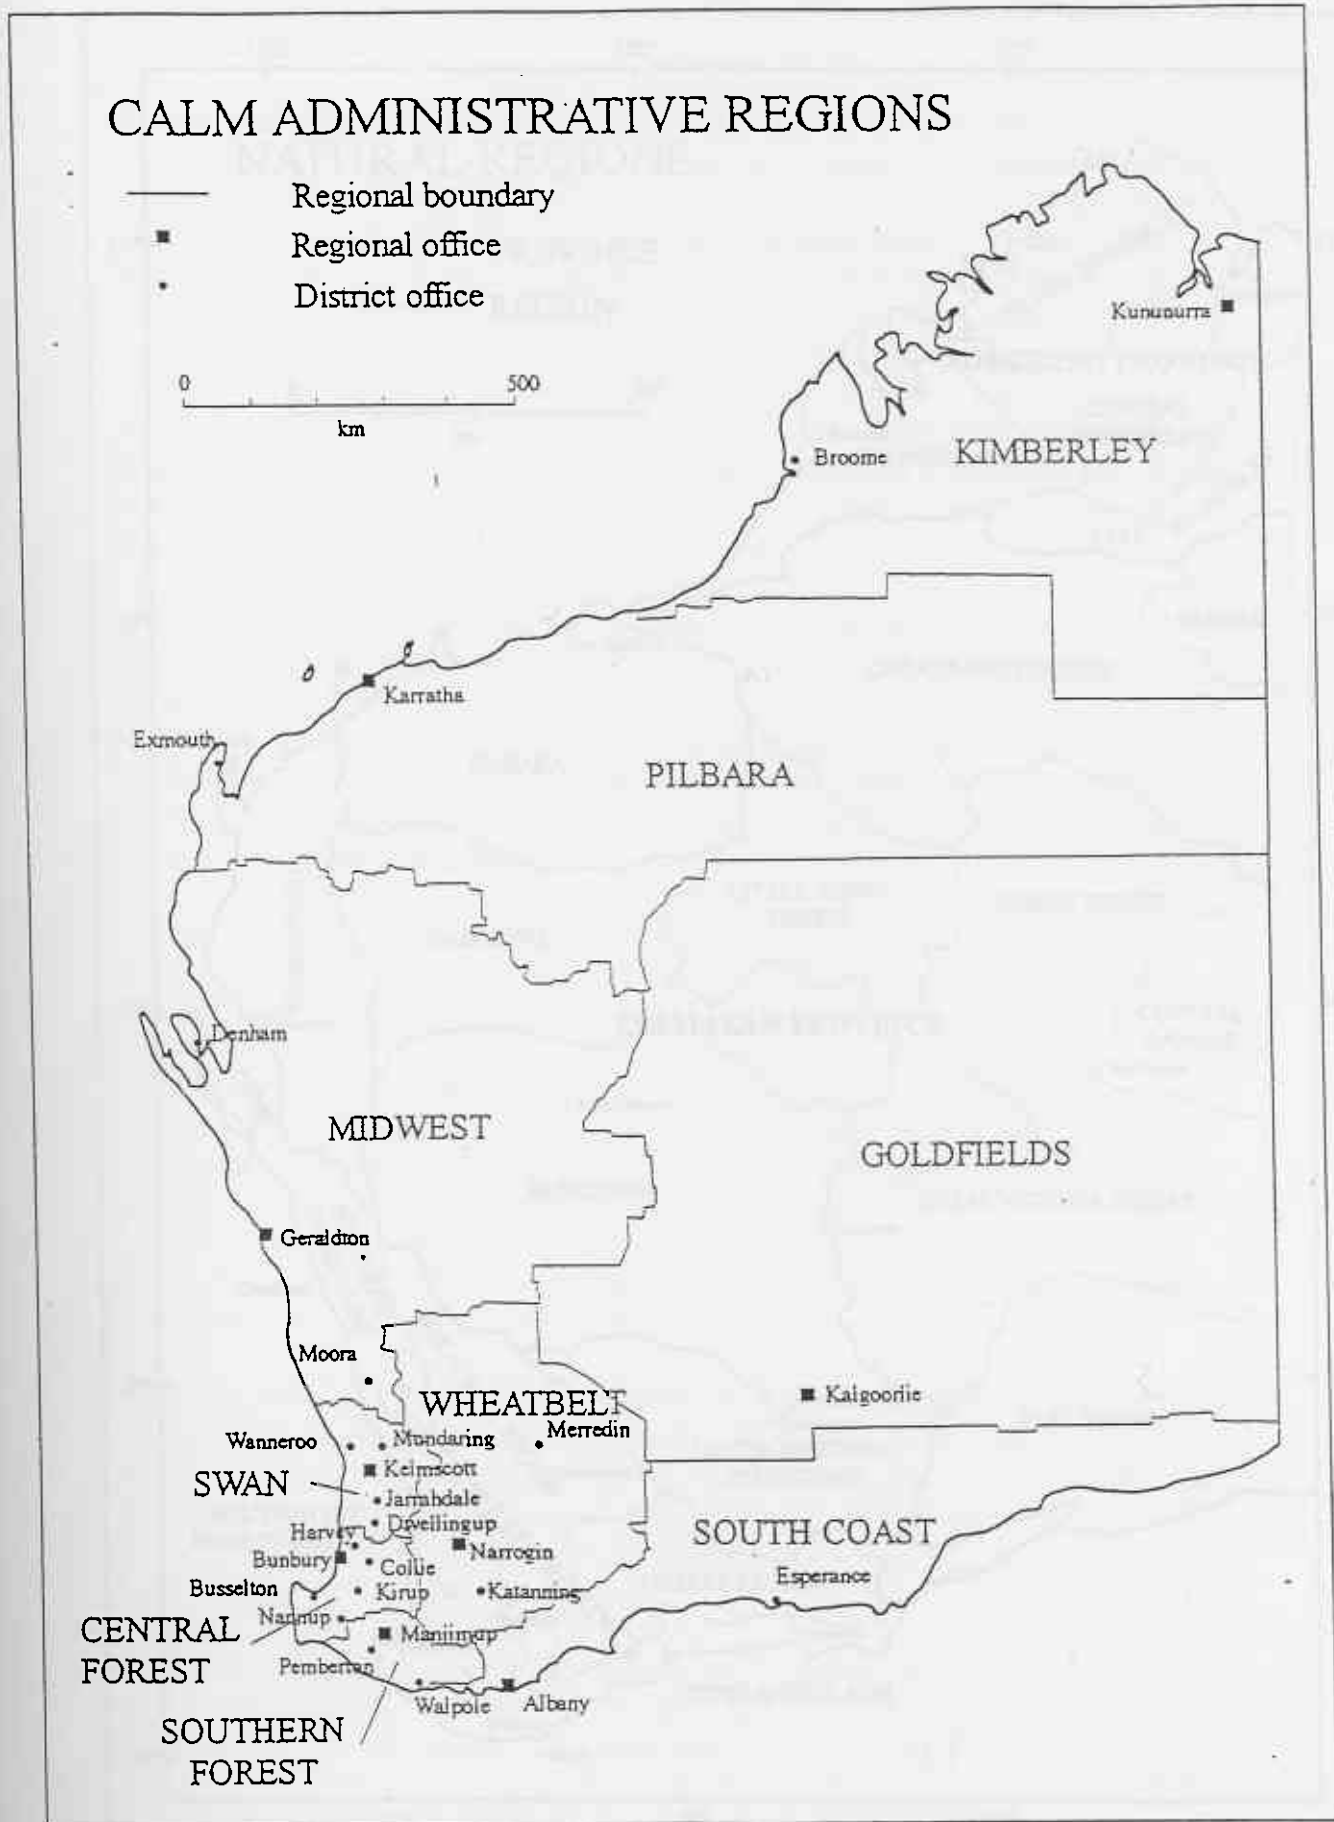 CALM ADMINISTRATIVE REGIONS
Regional boundary
Regional office
District office
0 500
km
Kununurra
Broome
KIMBERLEY
Karratha
Exmouth
PILBARA
Denham
MIDWEST
GOLDFIELDS
Geraldton
Moora
Kalgoorlie
WHEATBELT
Merredin
Wanneroo
Mundaring
Kelmscott
SWAN
Jarrahdale
Dwellingup
Harvey
SOUTH COAST
Narrogin
Bunbury
Collie
Esperance
Busselton
Kirup
Katanning
Nannup
CENTRAL
FOREST
Manjimup
Pemberton
Walpole
Albany
SOUTHERN
FOREST